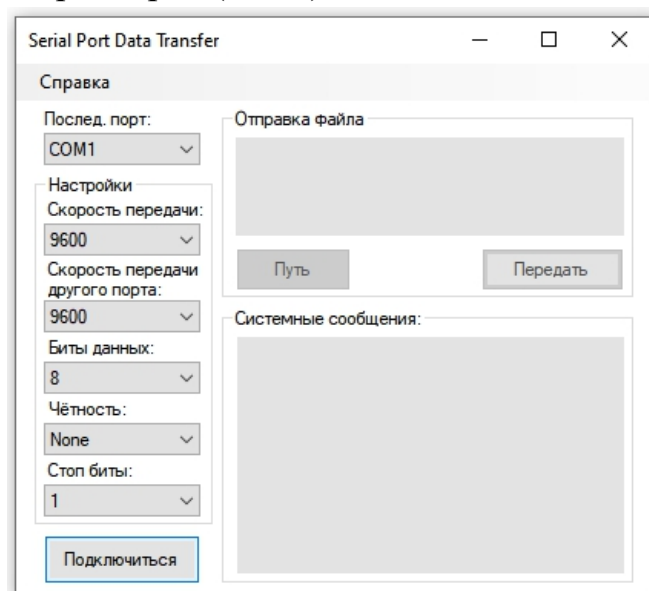 Serial Port Data Transfer
Справка
Послед. порт:
COM1
Настройки
Скорость передачи:
9600
Скорость передачи
другого порта:
9600
Биты данных:
8
Чётность:
None
Стоп биты:
1
Подключиться
Отправка файла
Путь
Передать
Системные сообщения: